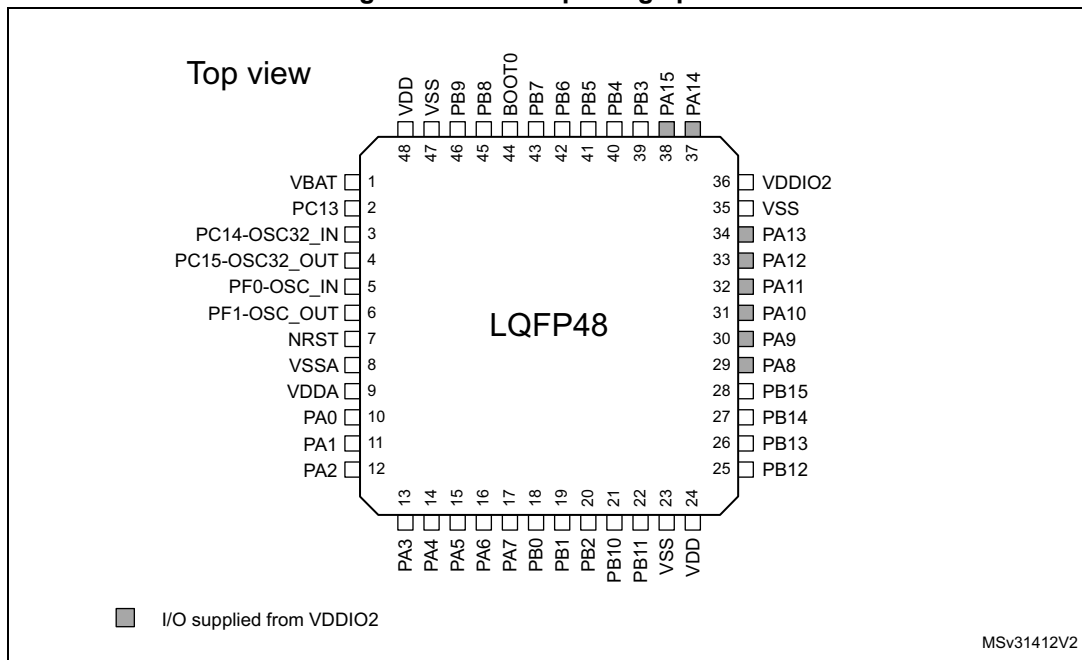 Top view
48 VDD
47 VSS
46 PB9
45 PB8
44 BOOT0
43 PB7
42 PB6
41 PB5
40 PB4
39 PB3
38 PA15
37 PA14
VBAT 1
PC13 2
PC14-OSC32_IN 3
PC15-OSC32_OUT 4
PF0-OSC_IN 5
PF1-OSC_OUT 6
NRST 7
VSSA 8
VDDA 9
PA0 10
PA1 11
PA2 12
LQFP48
36 VDDIO2
35 VSS
34 PA13
33 PA12
32 PA11
31 PA10
30 PA9
29 PA8
28 PB15
27 PB14
26 PB13
25 PB12
13 PA3
14 PA4
15 PA5
16 PA6
17 PA7
18 PB0
19 PB1
20 PB2
21 PB10
22 PB11
23 VSS
24 VDD
I/O supplied from VDDIO2
MSv31412V2